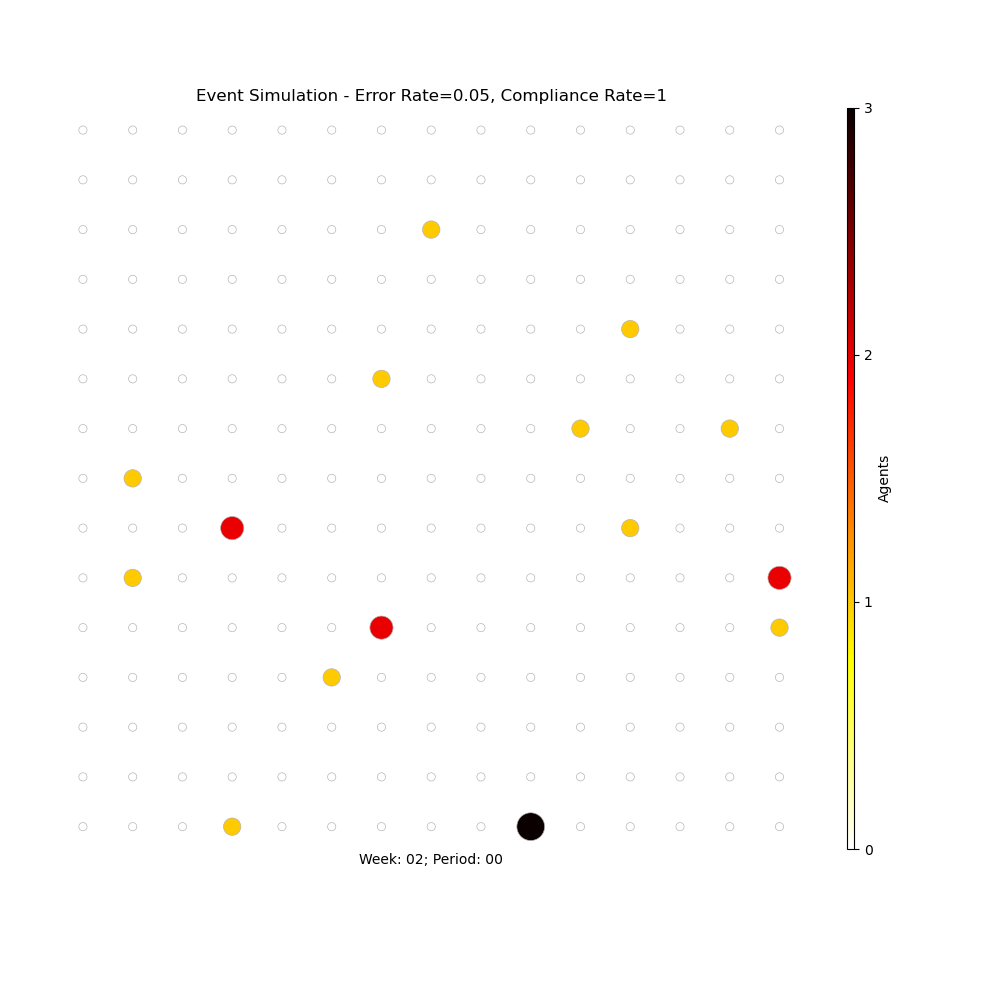 Event Simulation - Error Rate=0.05, Compliance Rate=1
3
2
Agents
1
0
Week: 02; Period: 00